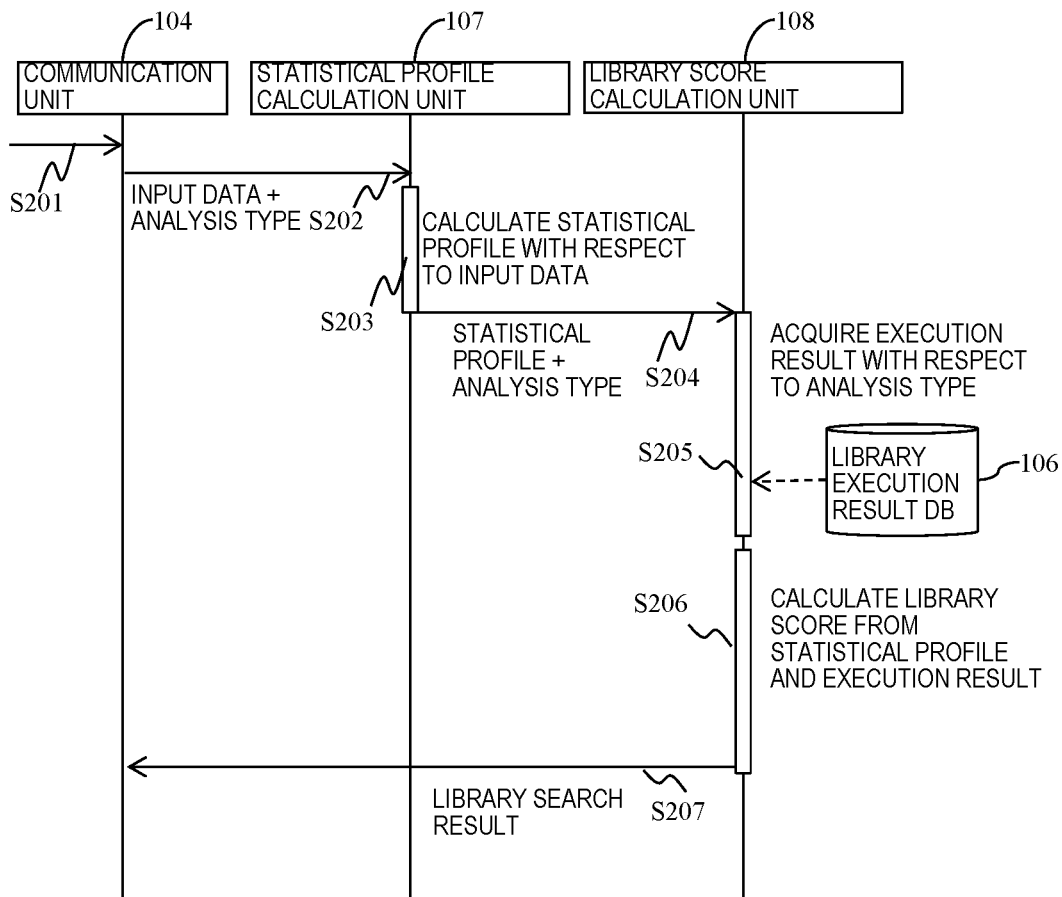 104
107
108
COMMUNICATION
UNIT
STATISTICAL PROFILE
CALCULATION UNIT
LIBRARY SCORE
CALCULATION UNIT
S201
INPUT DATA +
ANALYSIS TYPE
S202
CALCULATE STATISTICAL
PROFILE WITH RESPECT
TO INPUT DATA
S203
STATISTICAL
PROFILE +
ANALYSIS TYPE
S204
ACQUIRE EXECUTION
RESULT WITH RESPECT
TO ANALYSIS TYPE
S205
LIBRARY
EXECUTION
RESULT DB
106
S206
CALCULATE LIBRARY
SCORE FROM
STATISTICAL PROFILE
AND EXECUTION RESULT
LIBRARY SEARCH
RESULT
S207